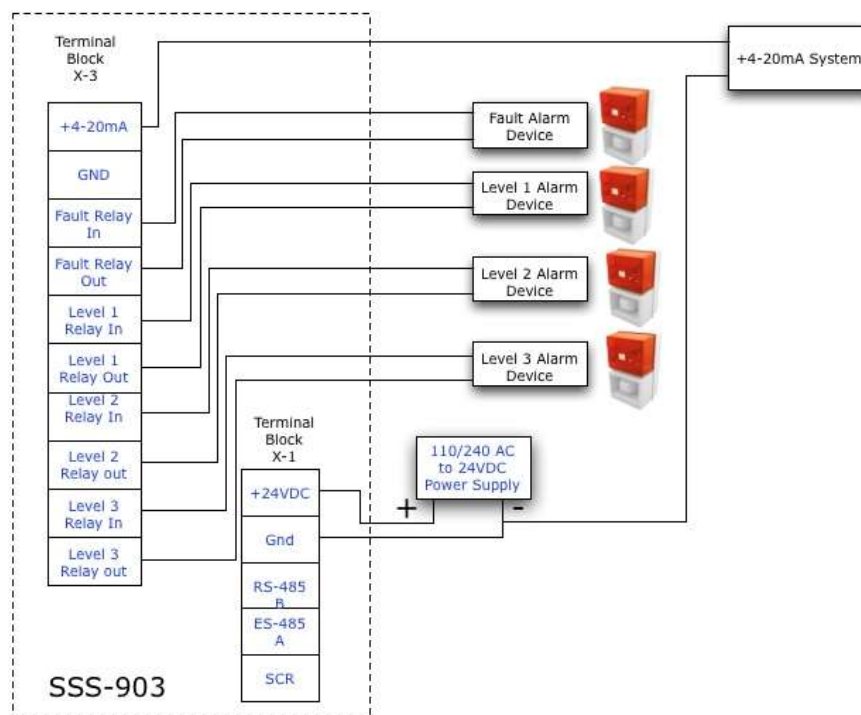 Terminal
Block
X-3
+4-20mA
GND
Fault Relay
In
Fault Relay
Out
Level 1
Relay In
Level 1
Relay Out
Level 2
Relay In
Level 2
Relay out
Level 3
Relay In
Level 3
Relay out
+4-20mA System
Fault Alarm
Device
Level 1 Alarm
Device
Level 2 Alarm
Device
Level 3 Alarm
Device
Terminal
Block
X-1
+24VDC
Gnd
RS-485
B
ES-485
A
SCR
110/240 AC
to 24VDC
Power Supply
+
-
SSS-903